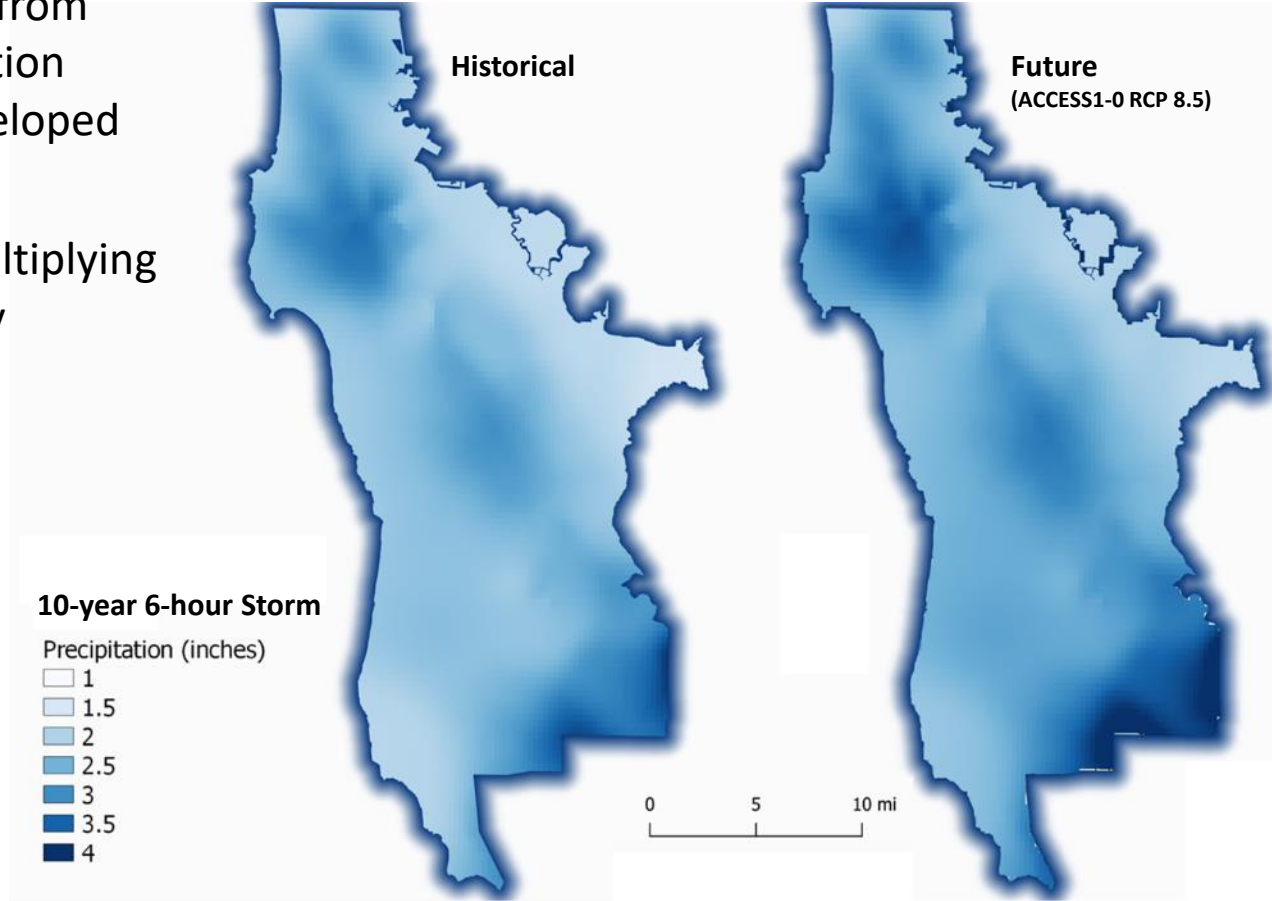 from
tion
eloped
ltiplying
Historical
Future
(ACCESS1-0 RCP 8.5)
10-year 6-hour Storm
Precipitation (inches)
1
1.5
2
2.5
3
3.5
4
0 5 10 mi